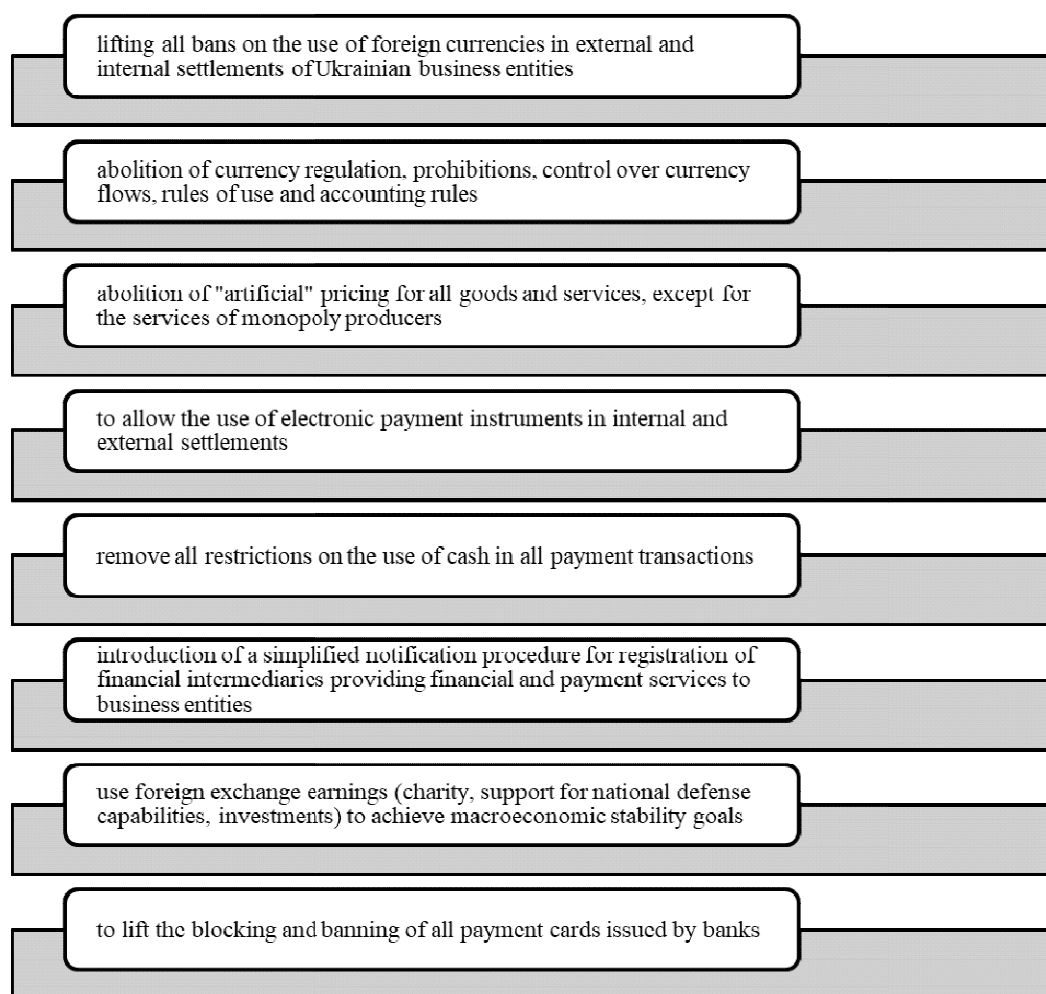 lifting all bans on the use of foreign currencies in external and
internal settlements of Ukrainian business entities
abolition of currency regulation, prohibitions, control over currency
flows, rules of use and accounting rules
abolition of "artificial" pricing for all goods and services, except for
the services of monopoly producers
to allow the use of electronic payment instruments in internal and
external settlements
remove all restrictions on the use of cash in all payment transactions
introduction of a simplified notification procedure for registration of
financial intermediaries providing financial and payment services to
business entities
use foreign exchange earnings (charity, support for national defense
capabilities, investments) to achieve macroeconomic stability goals
to lift the blocking and banning of all payment cards issued by banks